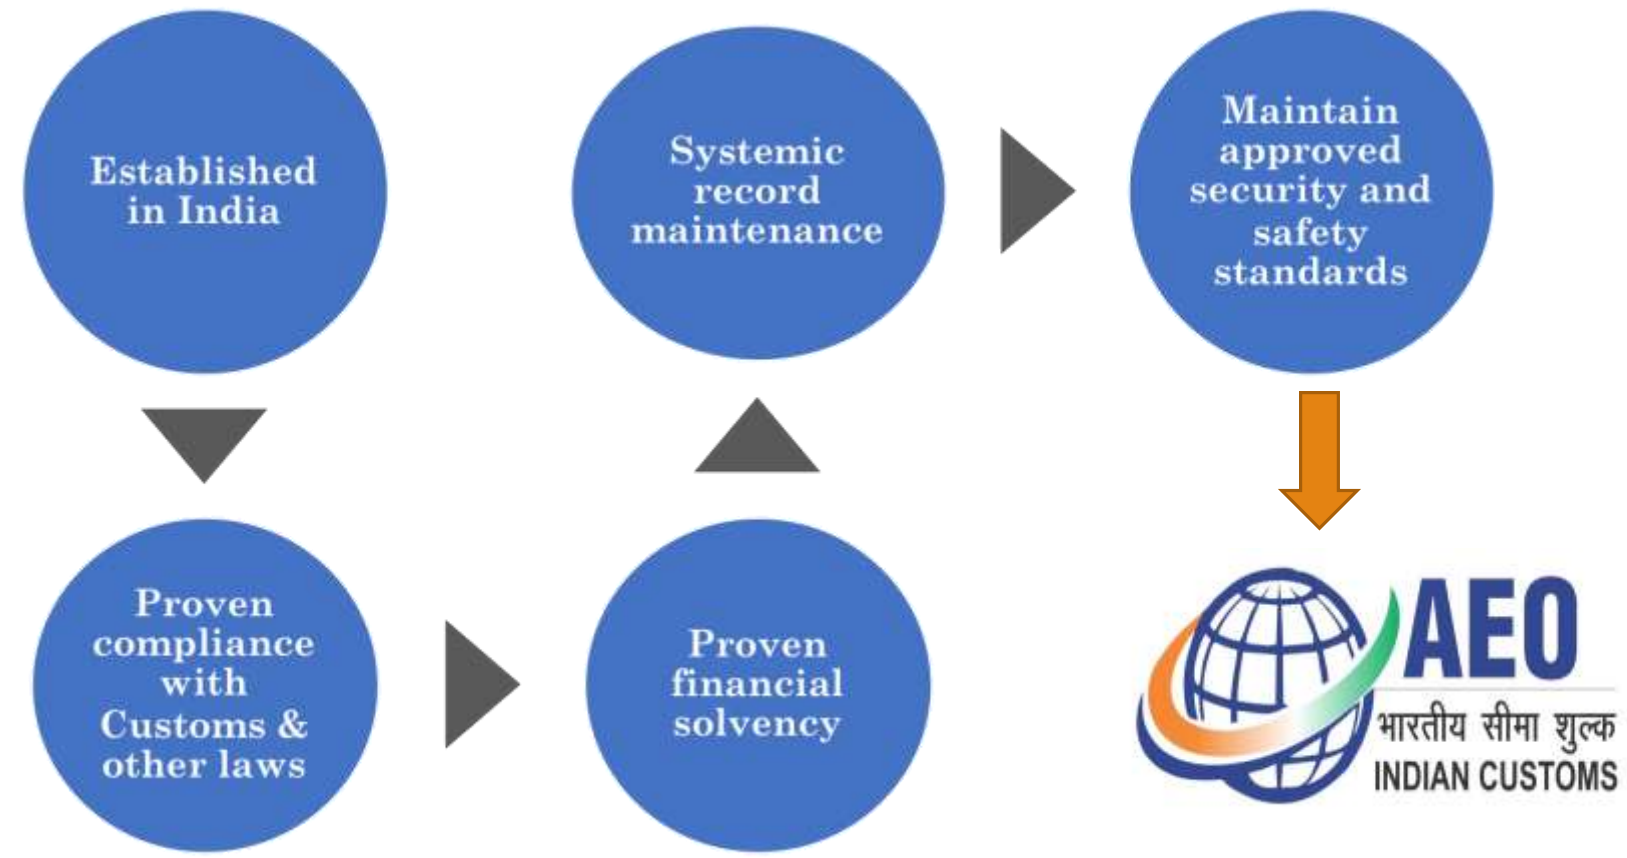 Established
in India
Proven
compliance
with
Customs &
other laws
Proven
financial
solvency
Systemic
record
maintenance
Maintain
approved
security and
safety
standards
AEO
भारतीय सीमा शुल्क
INDIAN CUSTOMS